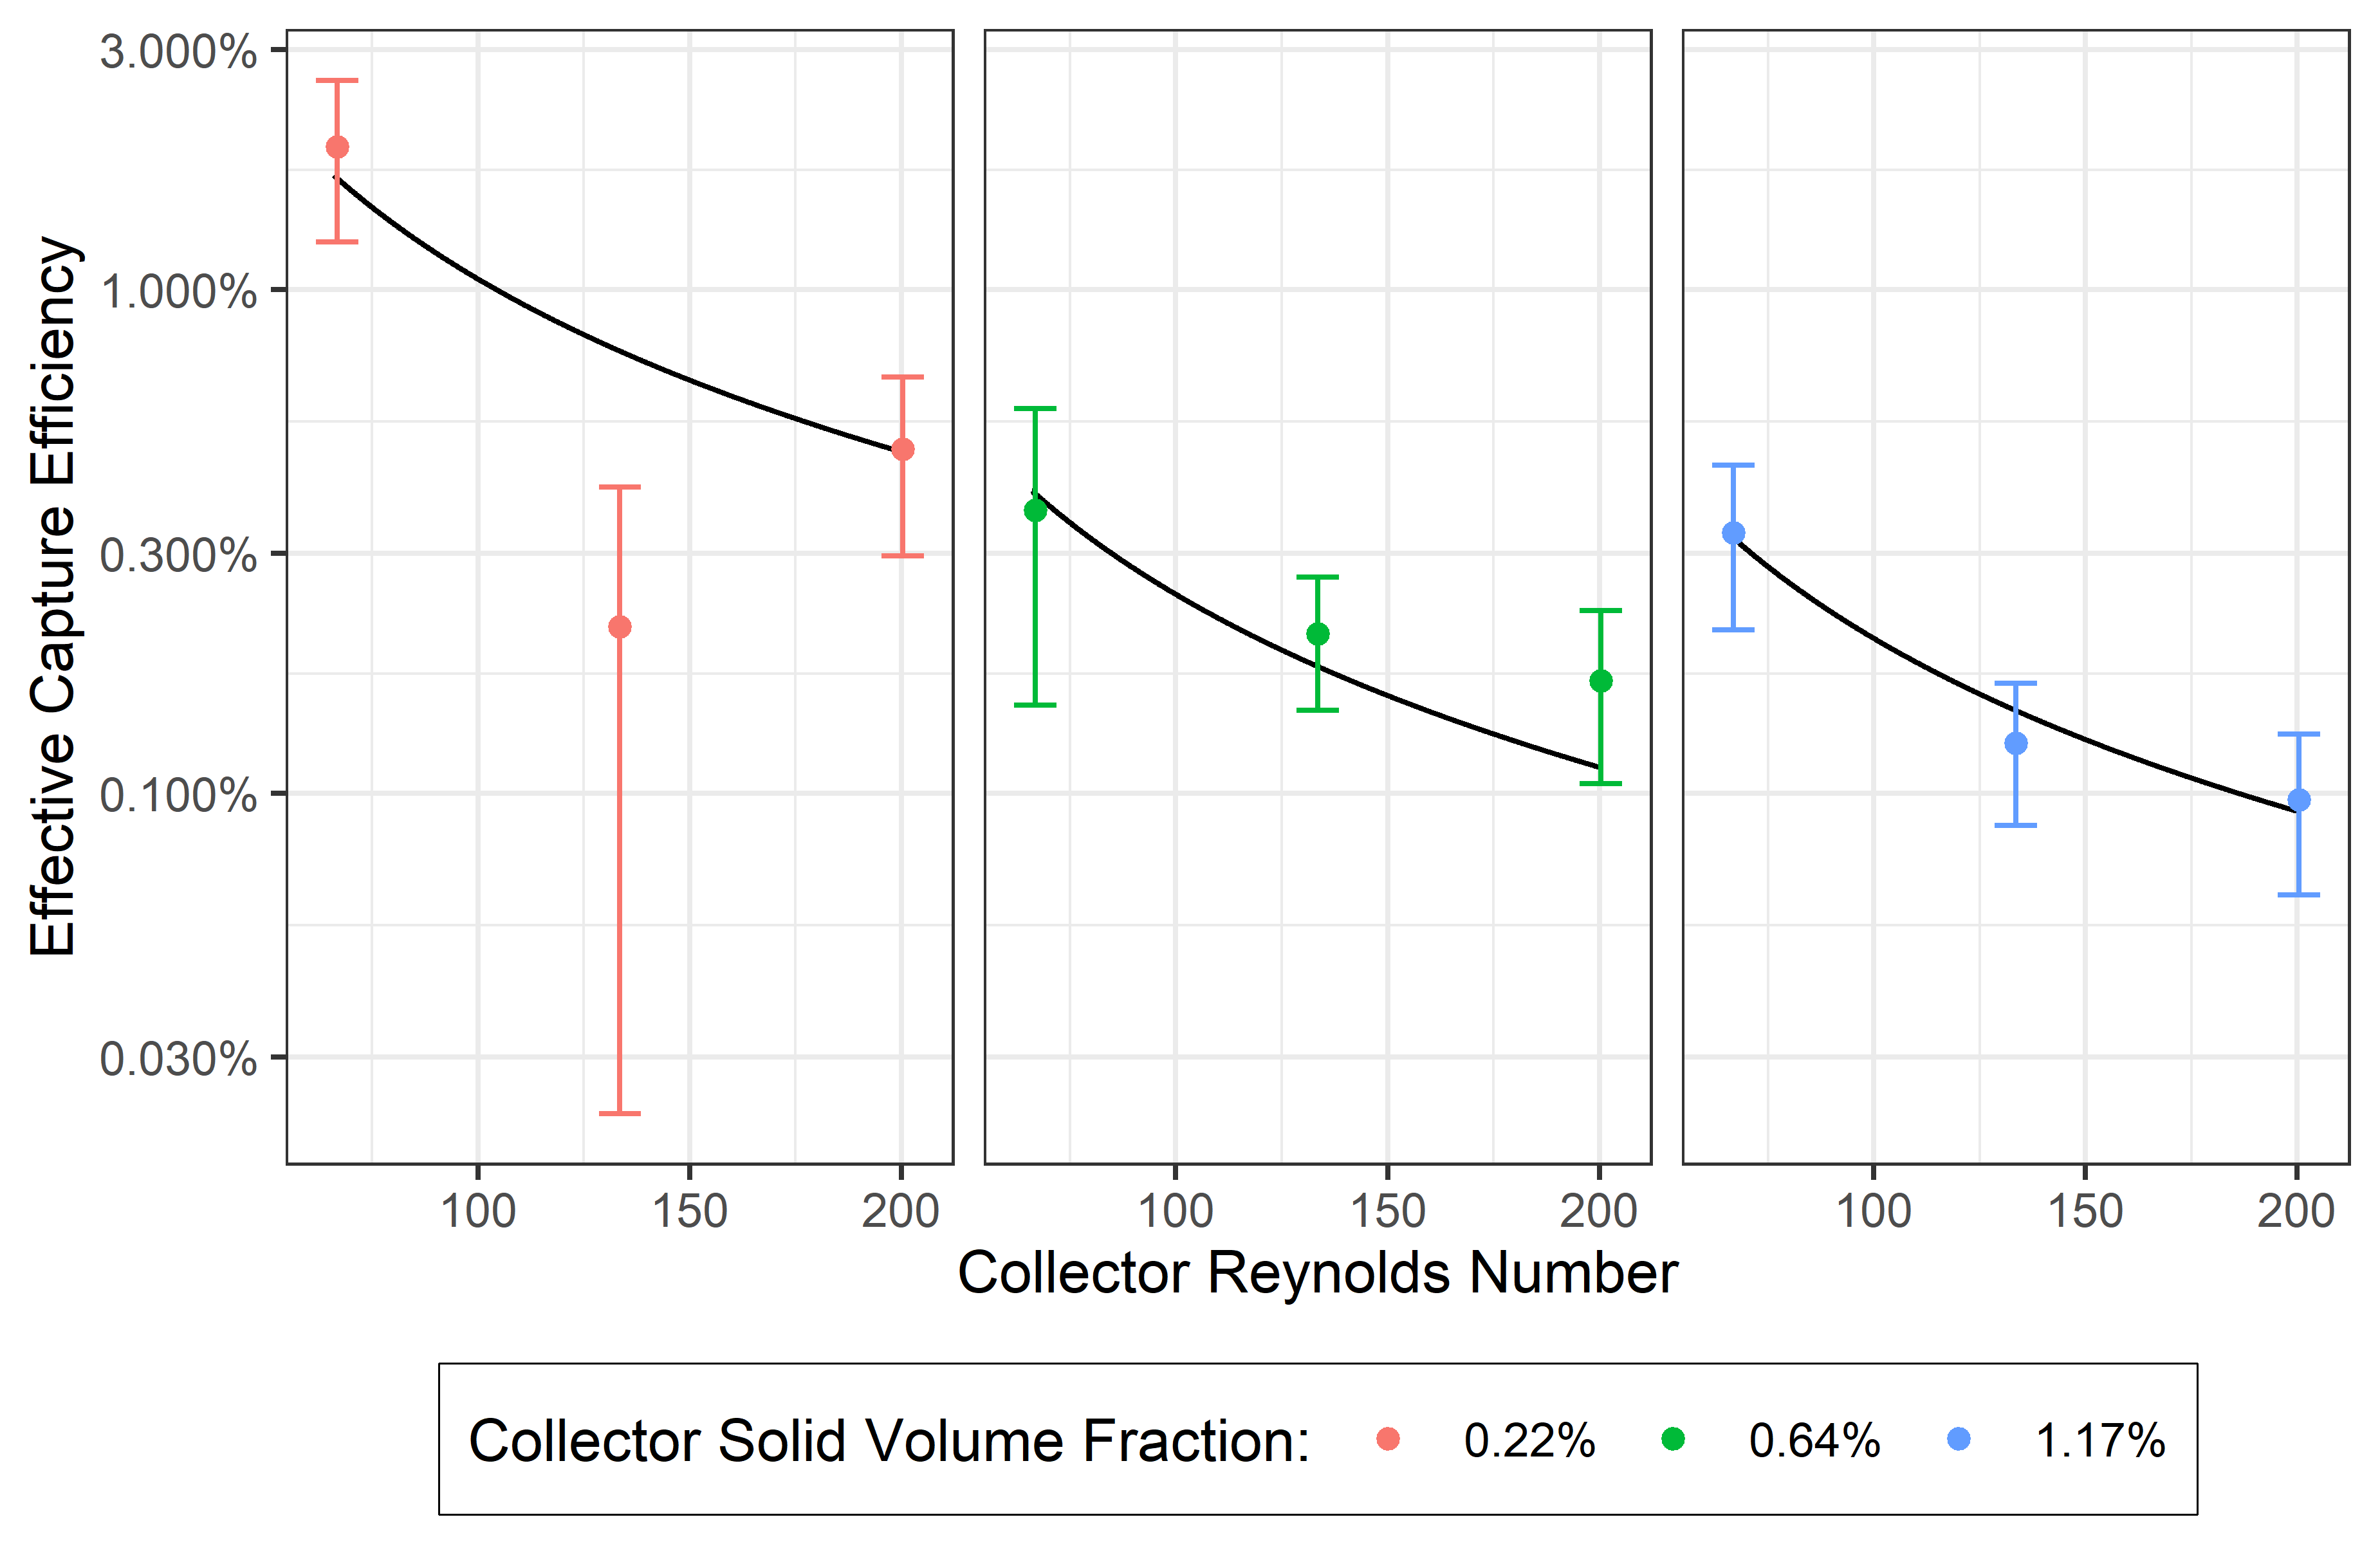 Effective Capture Efficiency
3.000%
1.000%
0.300%
0.100%
0.030%
100 150 200 100 150 200 100 150 200
Collector Reynolds Number
Collector Solid Volume Fraction: 0.22% 0.64% 1.17%